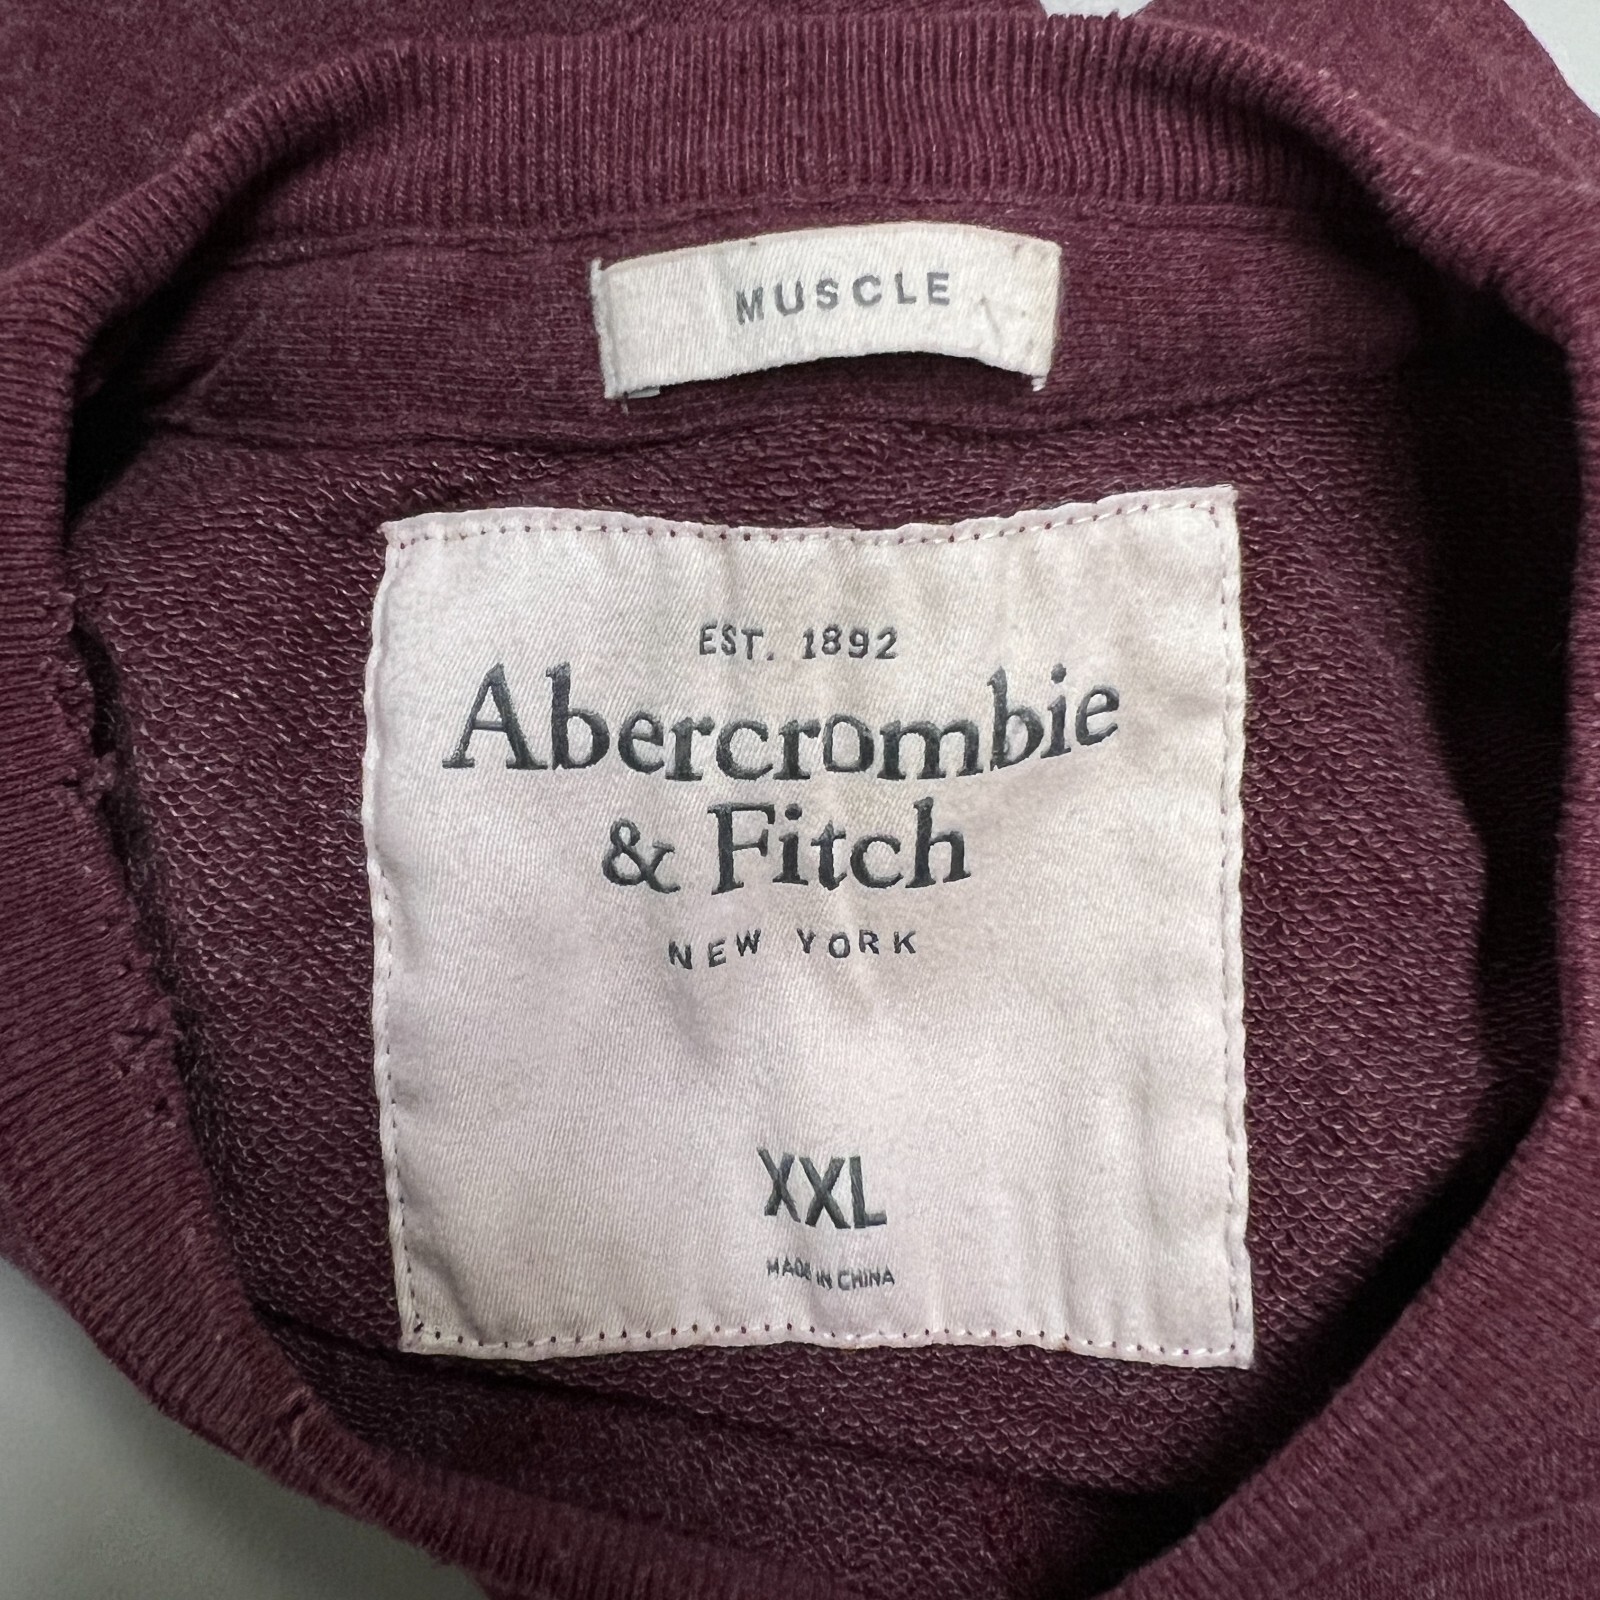 MUSCLE
EST. 1892
Abercrombie
& Fitch
NEW YORK
XXL
MADE IN CHINA